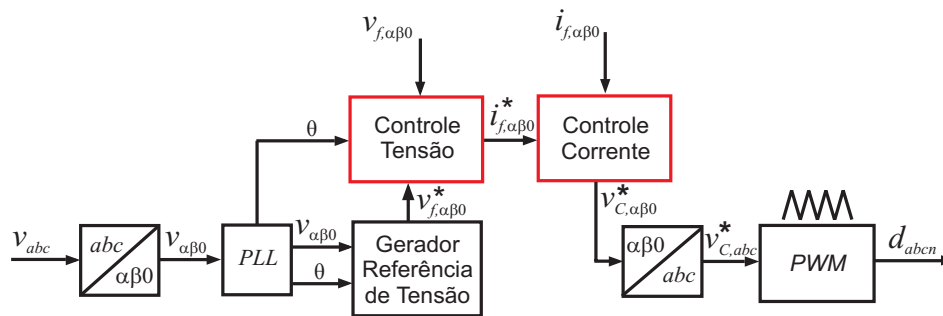 v_{f,αβ0}
i_{f,αβ0}
θ
Controle
Tensão
i*_{f,αβ0}
Controle
Corrente
v*_{f,αβ0}
v*_{C,αβ0}
v_{abc}
abc
αβ0
v_{αβ0}
PLL
v_{αβ0}
θ
Gerador
Referência
de Tensão
αβ0
abc
v*_{C,abc}
PWM
d_{abcn}